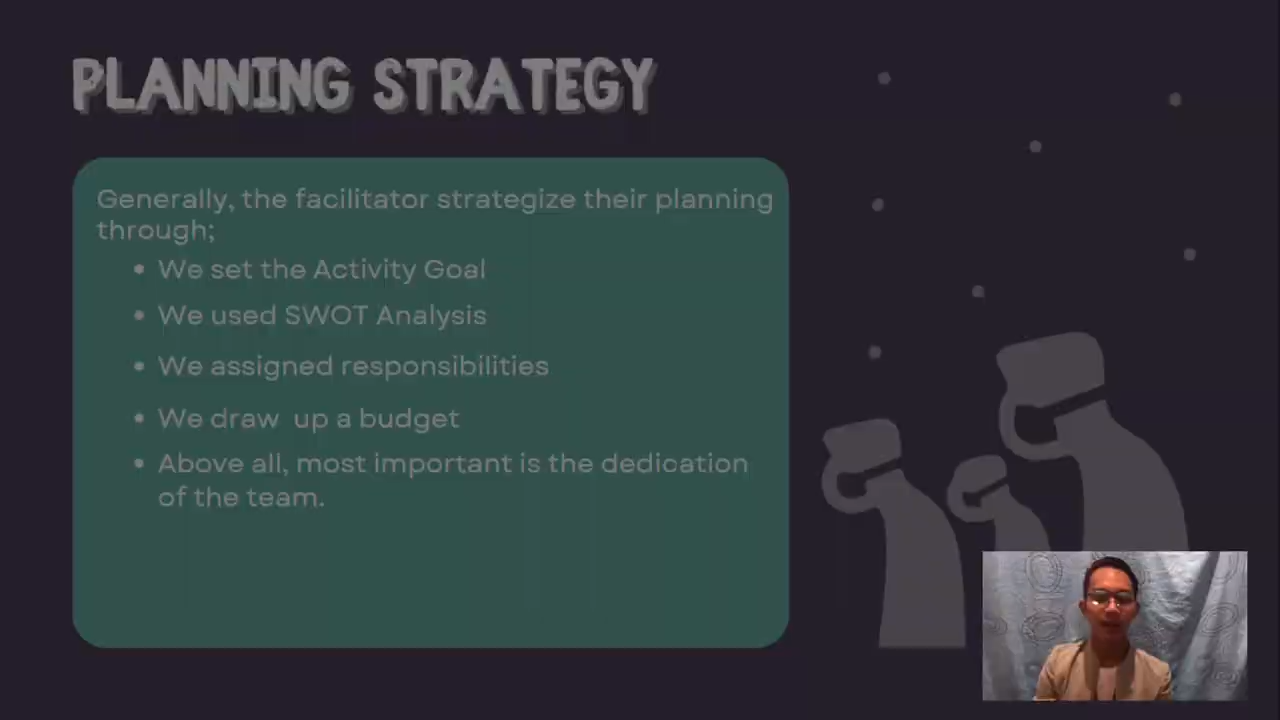 PLANNING STRATEGY
Generally, the facilitator strategize their planning
through;
• We set the Activity Goal
• We used SWOT Analysis
• We assigned responsibilities
• We draw  up a budget
• Above all, most important is the dedication
of the team.